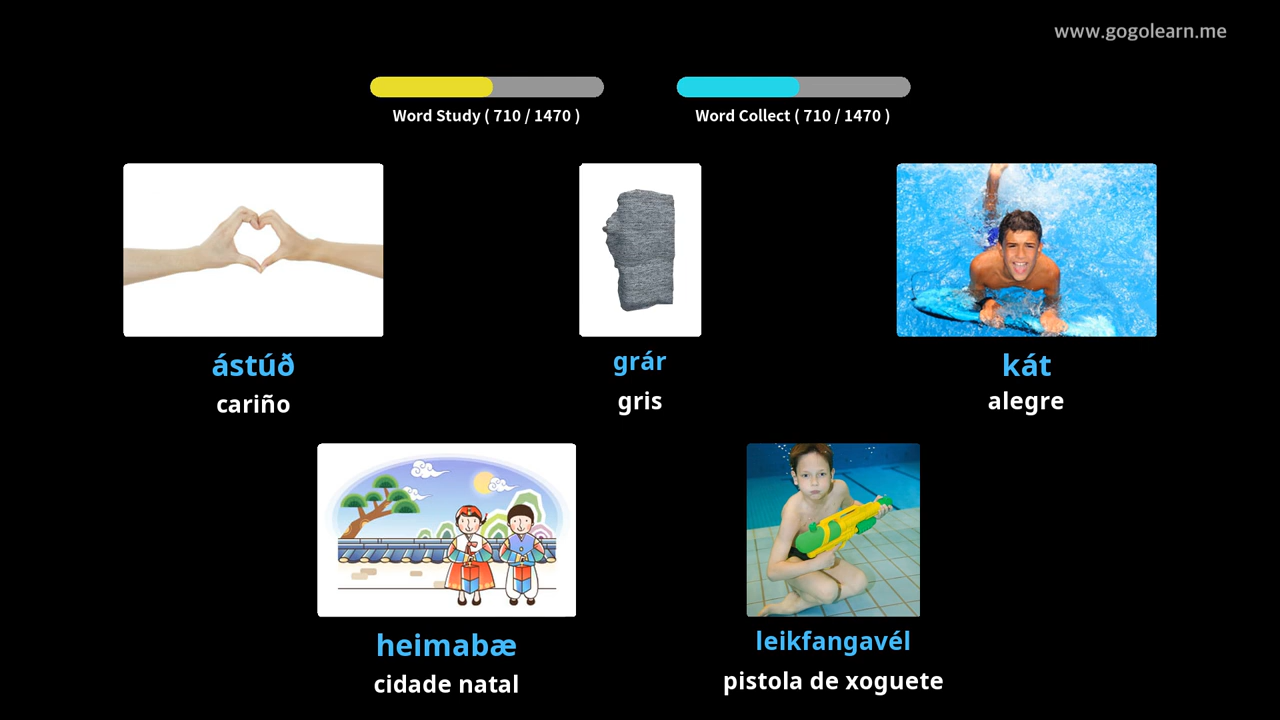 www.gogolearn.me
Word Study ( 710 / 1470 )
Word Collect ( 710 / 1470 )
ástúð
cariño
grár
gris
kát
alegre
heimabæ
cidade natal
leikfangavél
pistola de xoguete